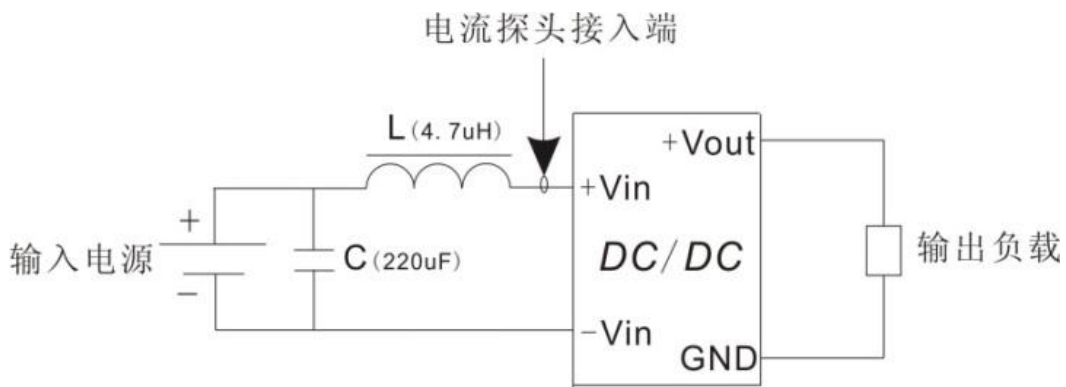 电流探头接入端
L(4.7uH)
+Vout
+Vin
+
输入电源
C(220uF)
DC/DC
输出负载
−
−Vin
GND